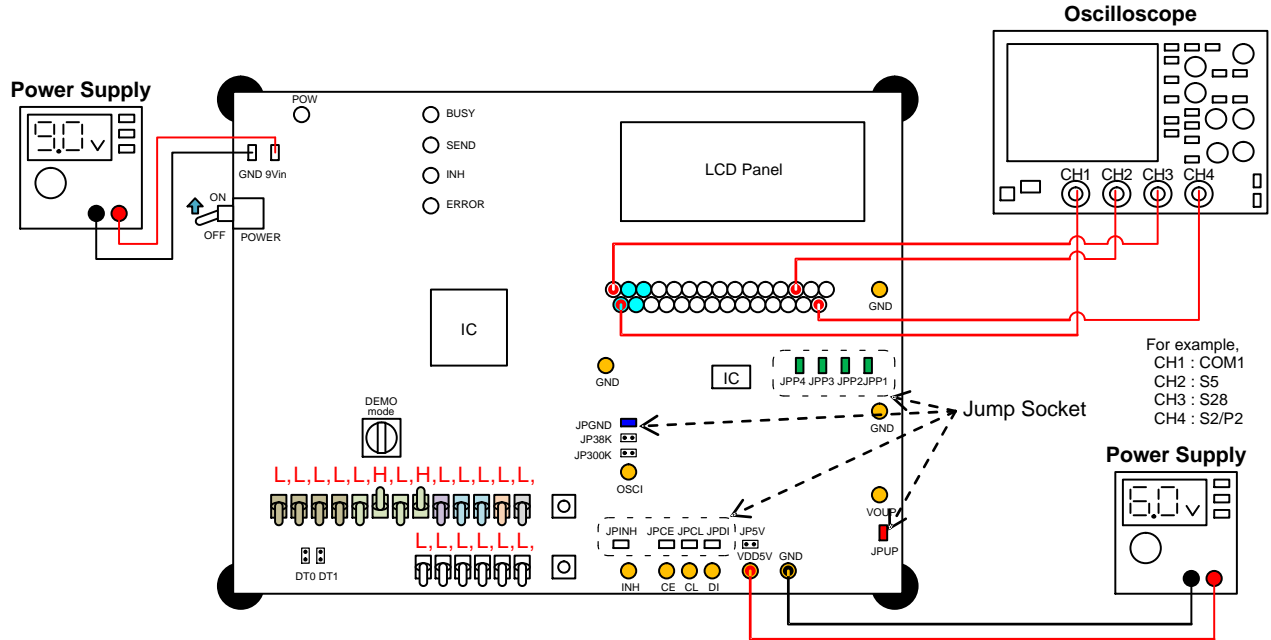 Oscilloscope
Power Supply
9.0 V
POW
BUSY
SEND
INH
ERROR
LCD Panel
CH1 CH2 CH3 CH4
GND 9Vin
ON
OFF
POWER
GND
IC
GND
IC
JPP4 JPP3 JPP2 JPP1
For example,
CH1 : COM1
CH2 : S5
CH3 : S28
CH4 : S2/P2
DEMO
mode
JPGND
JP38K
JP300K
OSCI
GND
Jump Socket
L,L,L,L,L,H,L,H,L,L,L,L,L,
Power Supply
6.0 V
VOUP
JPUP
L,L,L,L,L,L,
DT0 DT1
JPINH
JPCE JPCL JPDI
JP5V
VDD5V GND
INH
CE CL DI